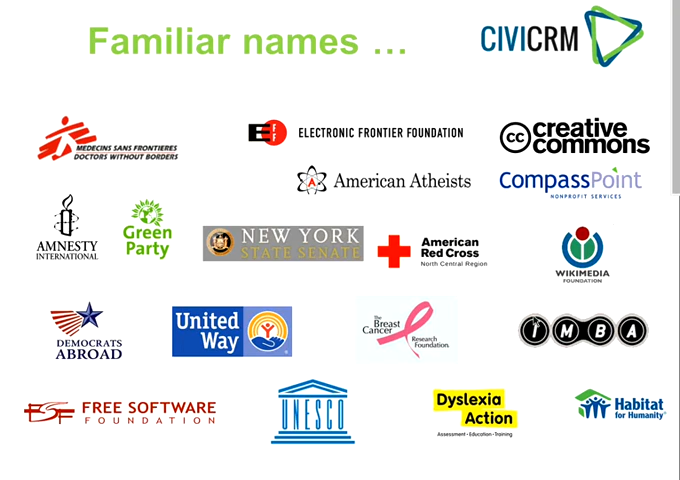 Familiar names ...
CIVICRM
MEDECINS SANS FRONTIERES
DOCTORS WITHOUT BORDERS
EFF
ELECTRONIC FRONTIER FOUNDATION
cc creative commons
American Atheists
A
CompassPoint
NONPROFIT SERVICES
AMNESTY
INTERNATIONAL
Green
Party
NEW YORK
STATE SENATE
American
Red Cross
North Central Region
WIKIMEDIA
FOUNDATION
DEMOCRATS
ABROAD
United
Way
The
Breast
Cancer
Research
Foundation
IMBA
FSF
FREE SOFTWARE
FOUNDATION
UNESCO
Dyslexia
Action
Assessment • Education • Training
Habitat
for Humanity®